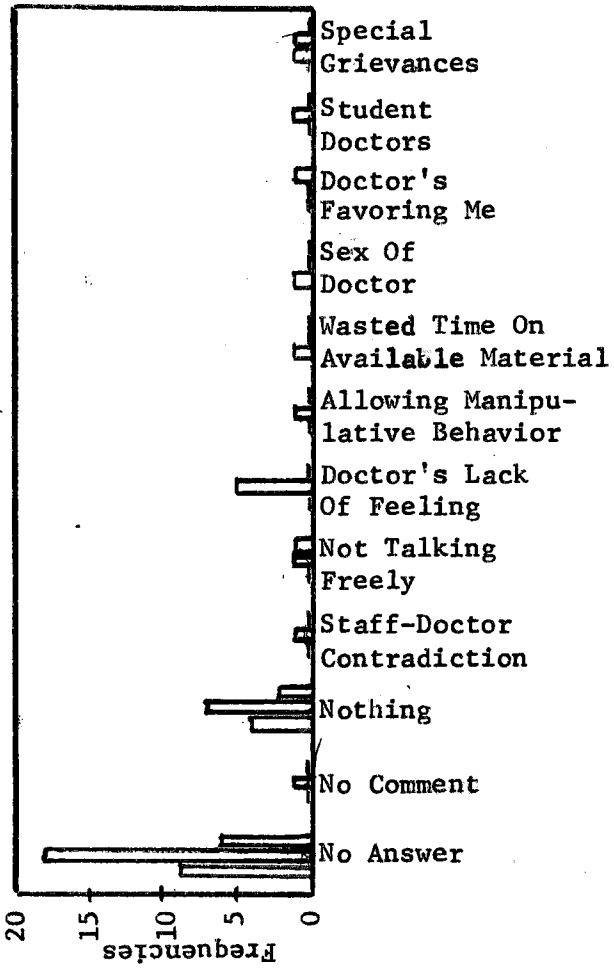 Special
Grievances
Student
Doctors
Doctor's
Favoring Me
Sex Of
Doctor
Wasted Time On
Available Material
Allowing Manipu-
lative Behavior
Doctor's Lack
Of Feeling
Not Talking
Freely
Staff-Doctor
Contradiction
Nothing
No Comment
No Answer
20
15
10
5
0
Frequencies